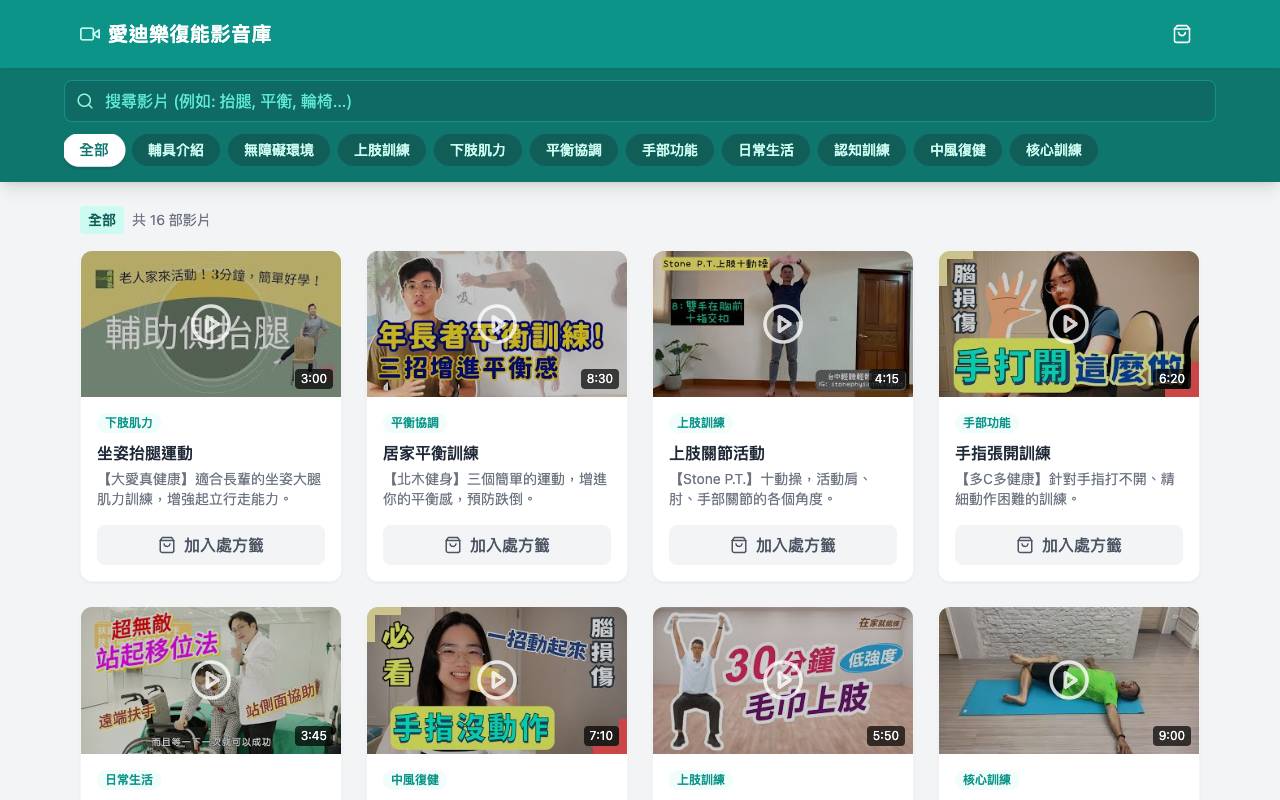 愛迪樂復能影音庫
搜尋影片 (例如: 抬腿, 平衡, 輪椅...)
全部
輔具介紹
無障礙環境
上肢訓練
下肢肌力
平衡協調
手部功能
日常生活
認知訓練
中風復健
核心訓練
全部 共 16 部影片
老人家來活動！3分鐘，簡單好學！
輔助側抬腿
3:00
年長者平衡訓練!
三招增進平衡感
8:30
Stone P.T.上肢十動操
8:雙手在胸前
十指交扣
4:15
腦損傷
手打開這麼做
6:20
下肢肌力
坐姿抬腿運動
【大愛真健康】適合長輩的坐姿大腿
肌力訓練，增強起立行走能力。
加入處方籤
平衡協調
居家平衡訓練
【北木健身】三個簡單的運動，增進
你的平衡感，預防跌倒。
加入處方籤
上肢訓練
上肢關節活動
【Stone P.T.】十動操，活動肩、
肘、手部關節的各個角度。
加入處方籤
手部功能
手指張開訓練
【多C多健康】針對手指打不開、精
細動作困難的訓練。
加入處方籤
超無敵
站起移位法
遠端扶手
站側面協助
而且等一下一次就可以成功
3:45
必看
一招動起來
腦損傷
手指沒動作
7:10
在家就能練
30分鐘
低強度
毛巾上肢
5:50
9:00
日常生活
中風復健
上肢訓練
核心訓練